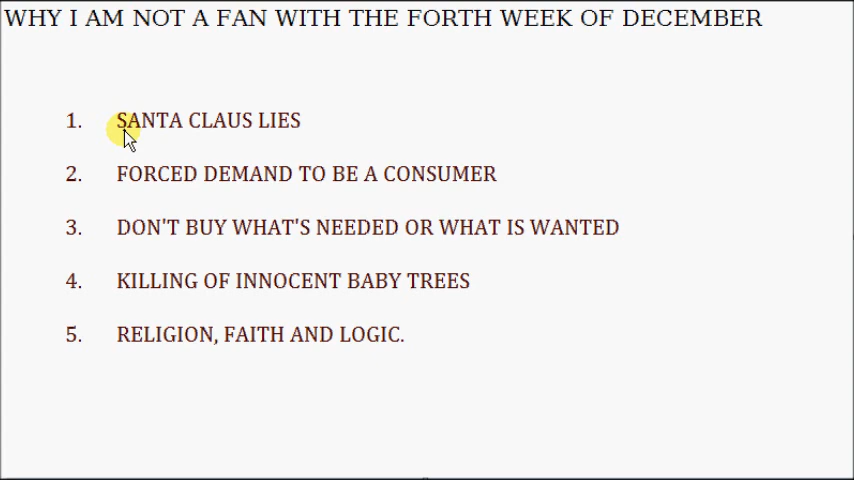 WHY I AM NOT A FAN WITH THE FORTH WEEK OF DECEMBER
1. SANTA CLAUS LIES
2. FORCED DEMAND TO BE A CONSUMER
3. DON'T BUY WHAT'S NEEDED OR WHAT IS WANTED
4. KILLING OF INNOCENT BABY TREES
5. RELIGION, FAITH AND LOGIC.